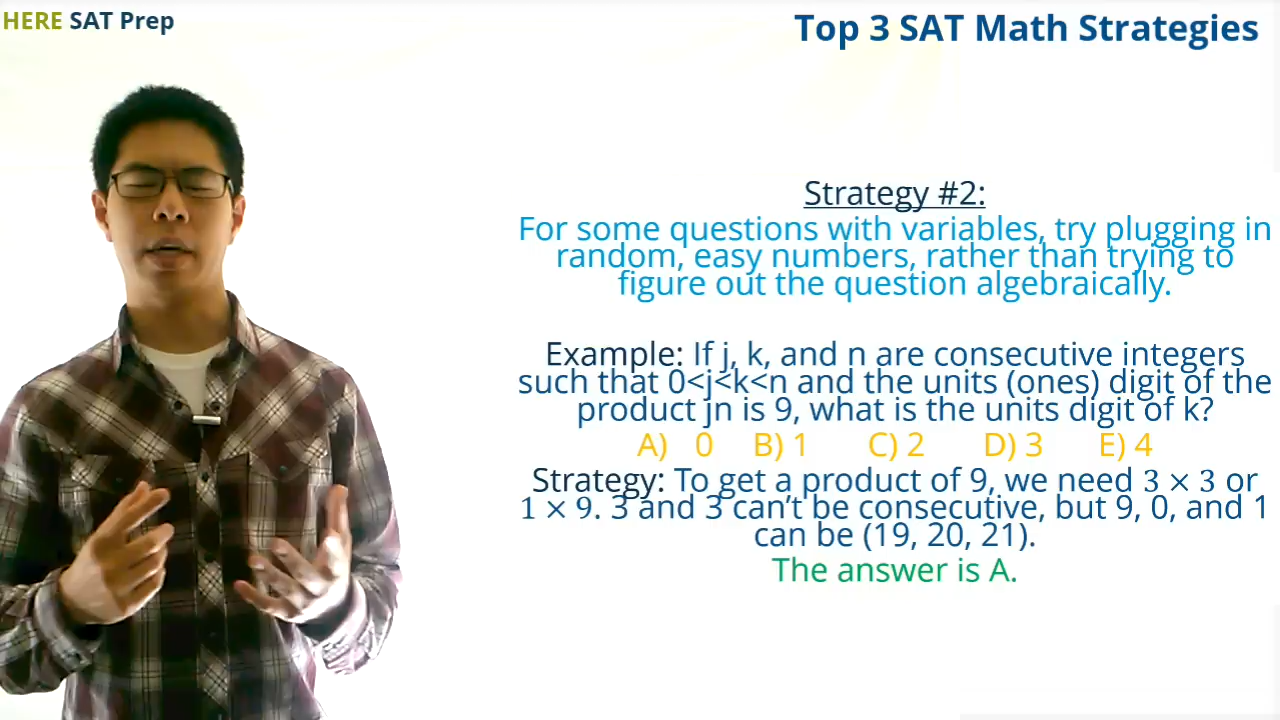 HERE SAT Prep
Top 3 SAT Math Strategies
Strategy #2:
For some questions with variables, try plugging in
random, easy numbers, rather than trying to
figure out the question algebraically.
Example: If j, k, and n are consecutive integers
such that 0<j<k<n and the units (ones) digit of the
product jn is 9, what is the units digit of k?
A) 0 B) 1 C) 2 D) 3 E) 4
Strategy: To get a product of 9, we need 3 × 3 or
1 × 9. 3 and 3 can't be consecutive, but 9, 0, and 1
can be (19, 20, 21).
The answer is A.